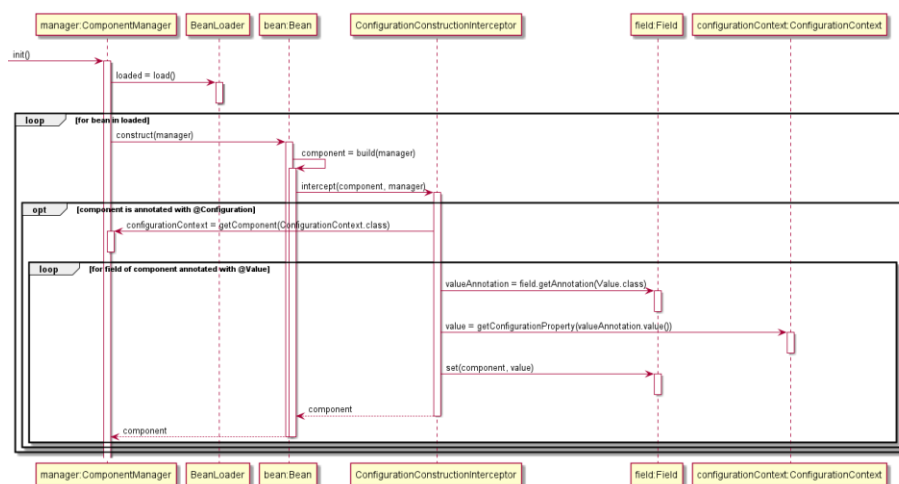 manager:ComponentManager BeanLoader bean:Bean ConfigurationConstructionInterceptor field:Field configurationContext:ConfigurationContext
init()
loaded = load()
loop [for bean in loaded]
construct(manager)
component = build(manager)
intercept(component, manager)
opt [component is annotated with @Configuration]
configurationContext = getComponent(ConfigurationContext.class)
loop [for field of component annotated with @Value]
valueAnnotation = field.getAnnotation(Value.class)
value = getConfigurationProperty(valueAnnotation.value())
set(component, value)
component
component
manager:ComponentManager BeanLoader bean:Bean ConfigurationConstructionInterceptor field:Field configurationContext:ConfigurationContext